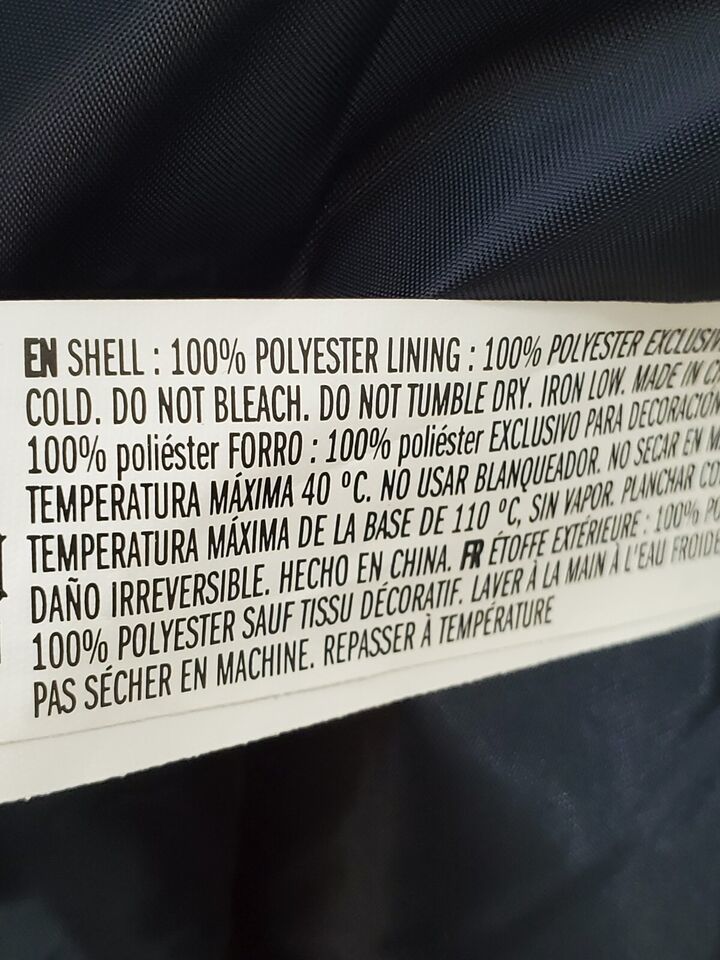 EN SHELL : 100% POLYESTER LINING : 100% POLYESTER
COLD. DO NOT BLEACH. DO NOT TUMBLE DRY. IRON LOW. MADE IN
100% poliéster FORRO : 100% poliéster EXCLUSIVO PARA DECORACIÓN
TEMPERATURA MÁXIMA 40 ºC. NO USAR BLANQUEADOR. NO SECAR EN
TEMPERATURA MÁXIMA DE LA BASE DE 110 ºC, SIN VAPOR. PLANCHAR
DAÑO IRREVERSIBLE. HECHO EN CHINA. FR ÉTOFFE EXTÉRIEURE : 100%
100% POLYESTER SAUF TISSU DÉCORATIF. LAVER À LA MAIN À L'EAU FROIDE
PAS SÉCHER EN MACHINE. REPASSER À TEMPÉRATURE